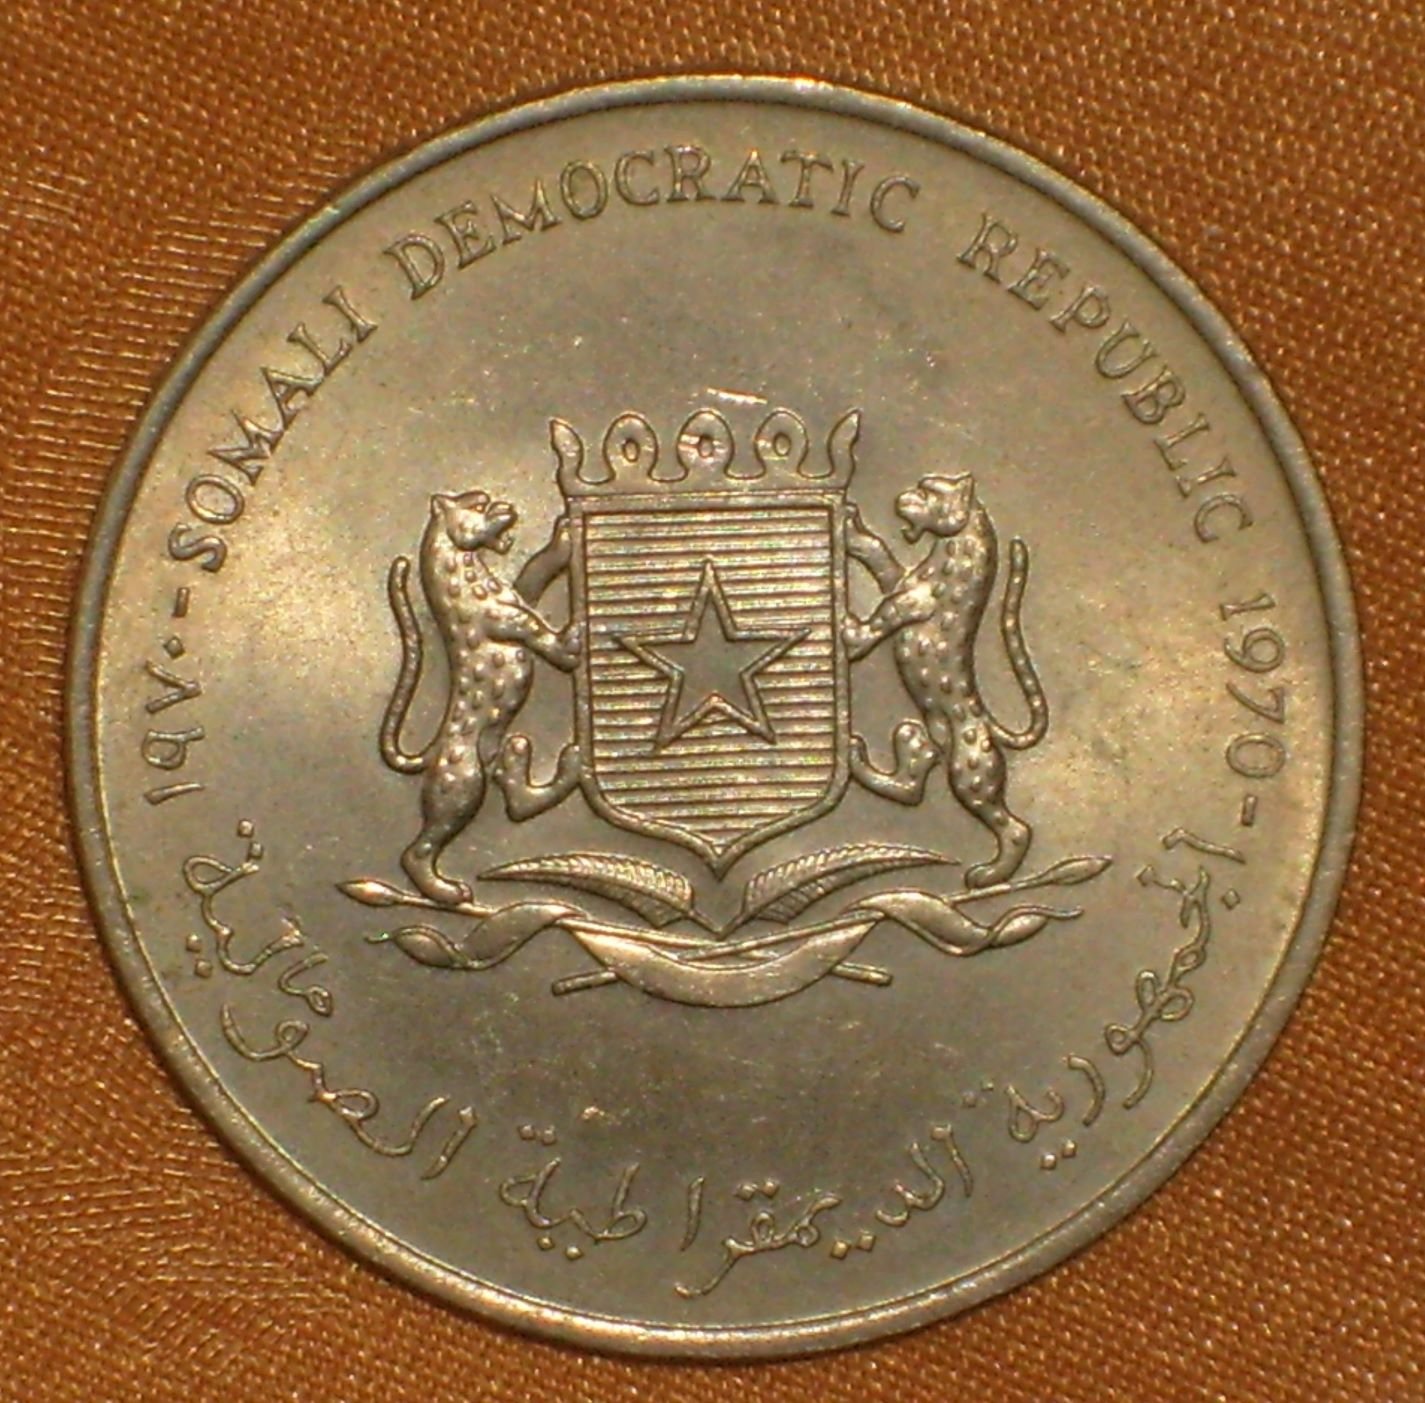 SOMALI DEMOCRATIC REPUBLIC 1970 -
الجمهورية الديمقراطية الصومالية ١٩٧٠ -